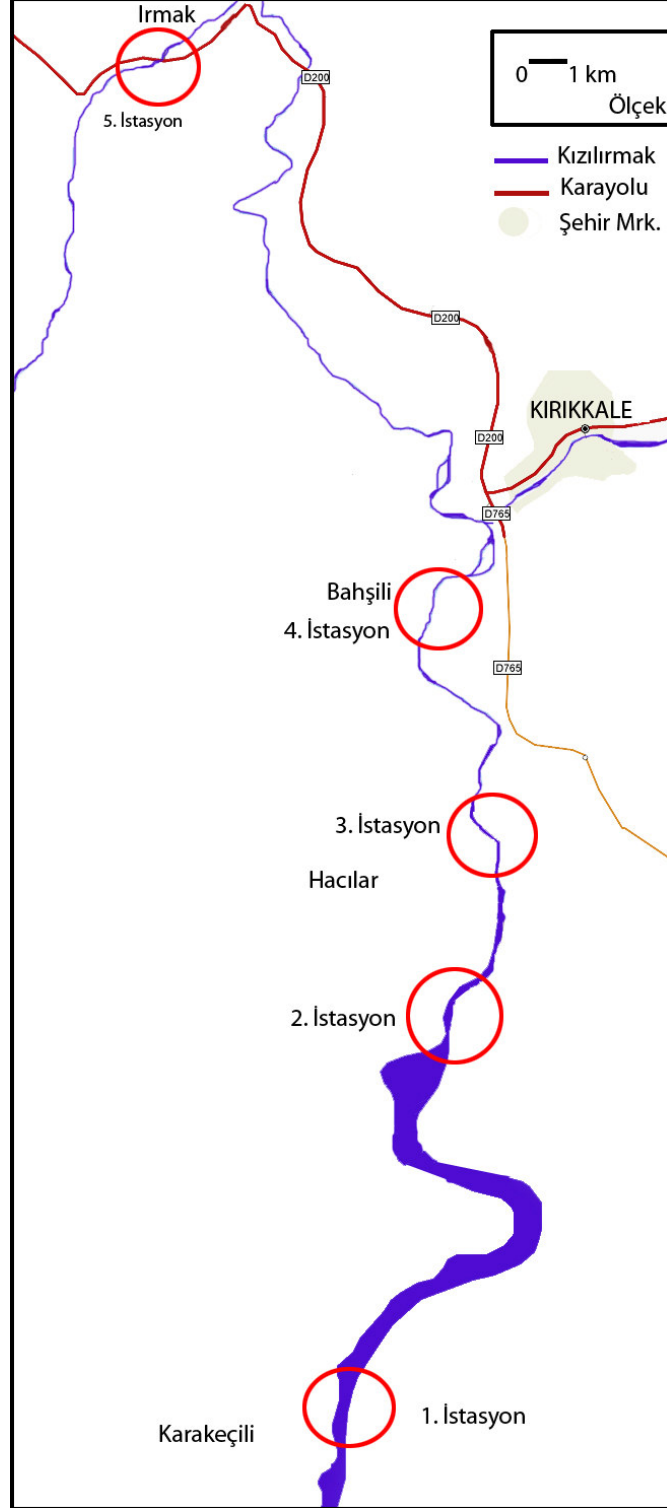 Irmak
5. İstasyon
0 1 km
Ölçek
Kızılırmak
Karayolu
Şehir Mrk.
D200
D200
KIRIKKALE
D200
D765
Bahşili
4. İstasyon
D765
3. İstasyon
Hacılar
2. İstasyon
1. İstasyon
Karakeçili